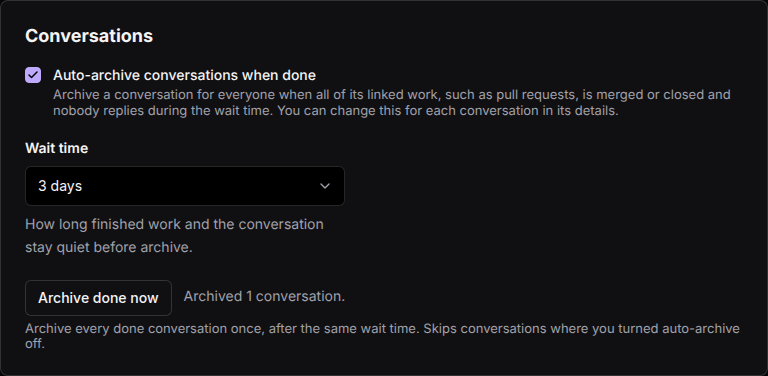 Conversations
Auto-archive conversations when done
Archive a conversation for everyone when all of its linked work, such as pull requests, is merged or closed and
nobody replies during the wait time. You can change this for each conversation in its details.
Wait time
3 days
How long finished work and the conversation
stay quiet before archive.
Archive done now
Archived 1 conversation.
Archive every done conversation once, after the same wait time. Skips conversations where you turned auto-archive
off.